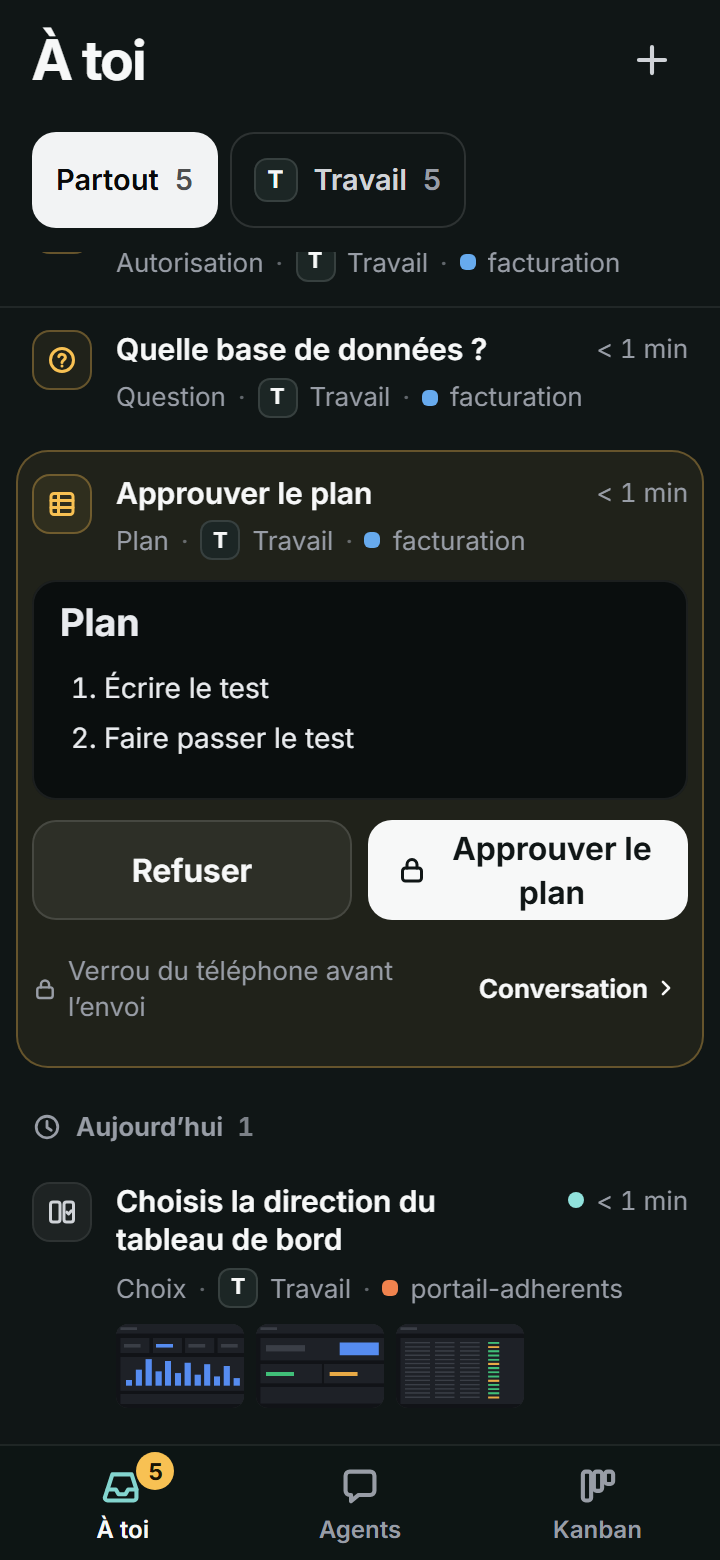 À toi
Partout 5
T Travail 5
Autorisation · T Travail · facturation
Quelle base de données ? < 1 min
Question · T Travail · facturation
Approuver le plan < 1 min
Plan · T Travail · facturation
Plan
1. Écrire le test
2. Faire passer le test
Refuser
Approuver le
plan
Verrou du téléphone avant
l’envoi
Conversation
Aujourd’hui 1
Choisis la direction du
tableau de bord
< 1 min
Choix · T Travail · portail-adherents
5
À toi
Agents
Kanban